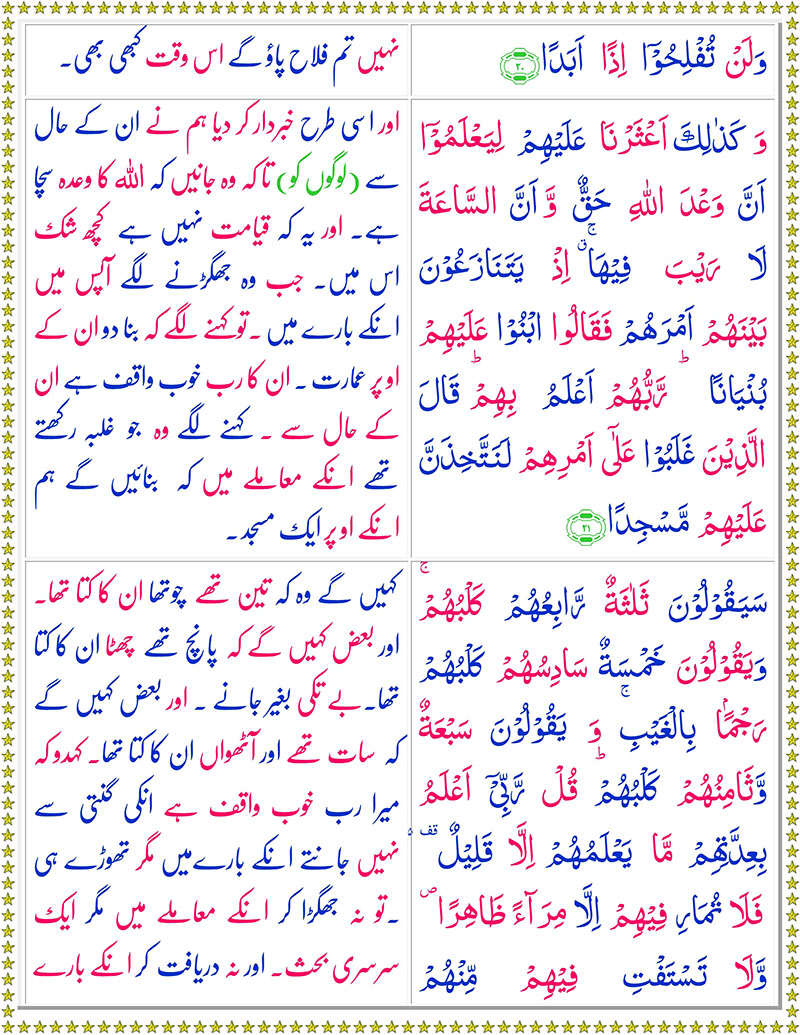 وَلَنْ تُفْلِحُوْۤا اِذًا اَبَدًا ۲۰
وَ كَذٰلِكَ اَعْثَرْنَا عَلَيْهِمْ لِيَعْلَمُوْۤا
اَنَّ وَعْدَ اللّٰهِ حَقٌّ وَّ اَنَّ السَّاعَةَ
لَا رَيْبَ فِيْهَا ۚ۬ اِذْ يَتَنَازَعُوْنَ
بَيْنَهُمْ اَمْرَهُمْ فَقَالُوا ابْنُوْا عَلَيْهِمْ
بُنْيَانًا ؕ رَبُّهُمْ اَعْلَمُ بِهِمْ ؕ قَالَ
الَّذِيْنَ غَلَبُوْا عَلٰۤى اَمْرِهِمْ لَنَتَّخِذَنَّ
عَلَيْهِمْ مَّسْجِدًا ۲۱
سَيَقُوْلُوْنَ ثَلٰثَةٌ رَّابِعُهُمْ كَلْبُهُمْ ۚ
وَيَقُوْلُوْنَ خَمْسَةٌ سَادِسُهُمْ كَلْبُهُمْ
رَجْمًۢا بِالْغَيْبِ ۚ وَ يَقُوْلُوْنَ سَبْعَةٌ
وَّثَامِنُهُمْ كَلْبُهُمْ ؕ قُلْ رَّبِّىْۤ اَعْلَمُ
بِعِدَّتِهِمْ مَّا يَعْلَمُهُمْ اِلَّا قَلِيْلٌ ۬ قف
فَلَا تُمَارِ فِيْهِمْ اِلَّا مِرَآءً ظَاهِرًا ۪
وَّلَا تَسْتَفْتِ فِيْهِمْ مِّنْهُمْ
نہیں تم فلاح پاؤ گے اس وقت کبھی بھی۔
اور اسی طرح خبردار کر دیا ہم نے ان کے حال
سے (لوگوں کو) تاکہ وہ جانیں کہ اللہ کا وعدہ سچا
ہے۔ اور یہ کہ قیامت نہیں ہے کچھ شک
اس میں۔ جب وہ جھگڑنے لگے آپس میں
انکے بارے میں ۔تو کہنے لگے کہ بنا دو ان کے
اوپر عمارت ۔ ان کا رب خوب واقف ہے ان
کے حال سے ۔ کہنے لگے وہ جو غلبہ رکھتے
تھے انکے معاملے میں کہ بنائیں گے ہم
انکے اوپر ایک مسجد۔
کہیں گے وہ کہ تین تھے چوتھا ان کا کتا تھا۔
اور بعض کہیں گے کہ پانچ تھے چھٹا ان کا کتا
تھا۔ بے تکی بغیر جانے ۔ اور بعض کہیں گے
کہ سات تھے اور آٹھواں ان کا کتا تھا۔ کہدو کہ
میرا رب خوب واقف ہے انکی گنتی سے
نہیں جانتے انکے بارے میں مگر تھوڑے ہی
۔تو نہ جھگڑا کر انکے معاملے میں مگر ایک
سرسری بحث۔ اور نہ دریافت کر انکے بارے